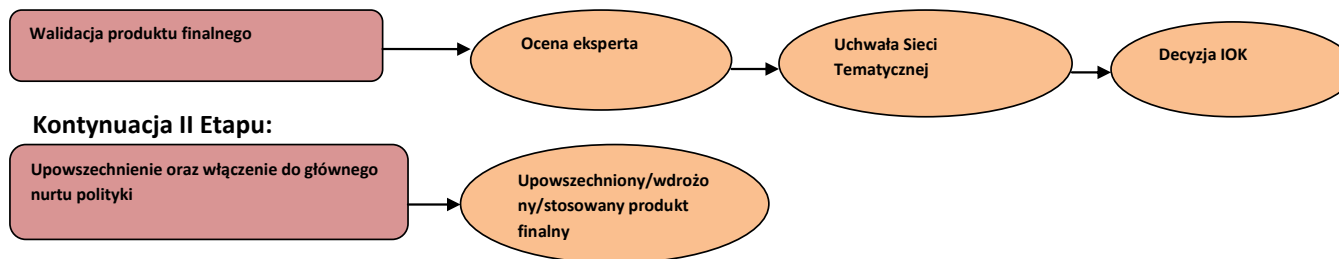 Walidacja produktu finalnego
Ocena eksperta
Uchwała Sieci
Tematycznej
Decyzja IOK
Kontynuacja II Etapu:
Upowszechnienie oraz włączenie do głównego
nurtu polityki
Upowszechniony/wdrożo
ny/stosowany produkt
finalny